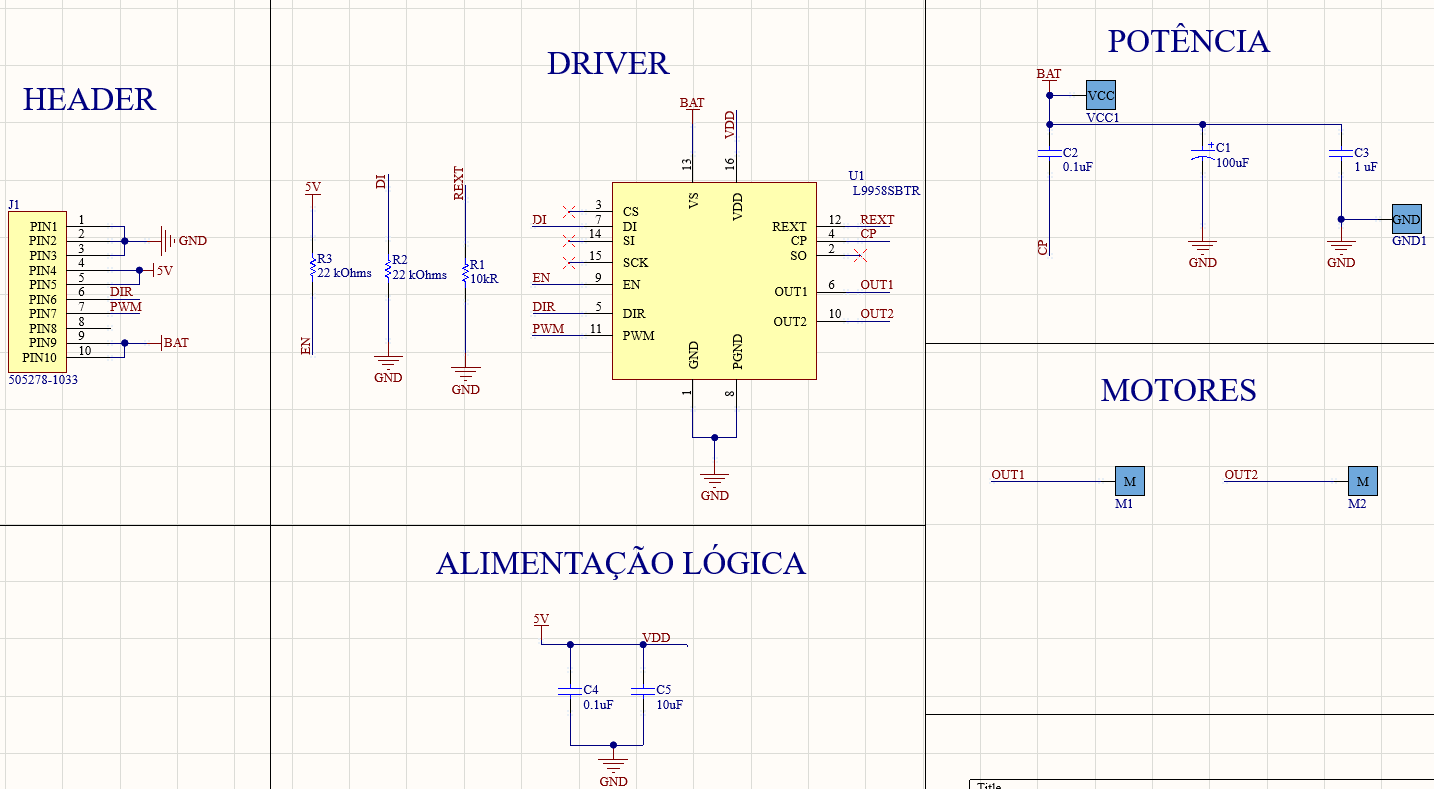 HEADER
J1
PIN1 1
PIN2 2
PIN3 3
PIN4 4
PIN5 5
PIN6 6 DIR
PIN7 7 PWM
PIN8 8
PIN9 9
PIN10 10
GND
5V
BAT
505278-1033
DRIVER
5V
R3
22 kOhms
EN
DI
R2
22 kOhms
GND
REXT
R1
10kR
GND
BAT
VDD
13
16
U1
L9958SBTR
VS
VDD
3 CS
DI 7 DI
14 SI
15 SCK
EN 9 EN
DIR 5 DIR
PWM 11 PWM
REXT 12 REXT
CP 4 CP
SO 2
OUT1 6 OUT1
OUT2 10 OUT2
GND
PGND
1
8
GND
ALIMENTAÇÃO LÓGICA
5V
VDD
C4
0.1uF
C5
10uF
GND
POTÊNCIA
BAT
VCC
VCC1
C2
0.1uF
CP
+
C1
100uF
GND
C3
1 uF
GND
GND1
GND
MOTORES
OUT1
M
M1
OUT2
M
M2
Title